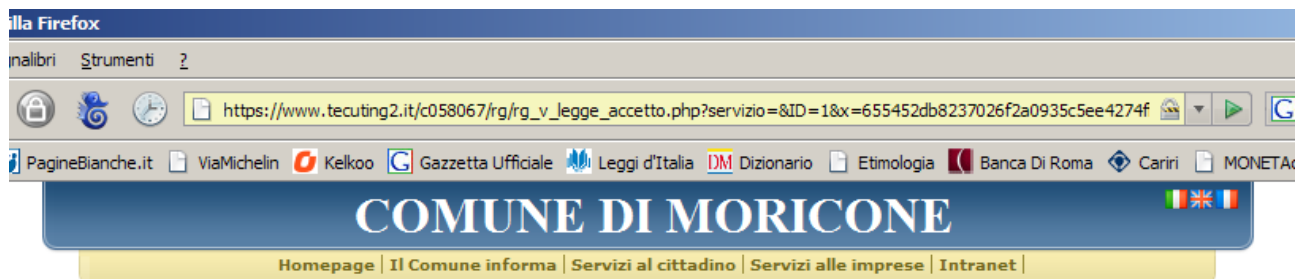 illa Firefox
gnalibri Strumenti ?
https://www.tecuting2.it/c058067/rg/rg_v_legge_accetto.php?servizio=&ID=1&x=655452db8237026f2a0935c5ee4274f G
PagineBianche.it ViaMichelin Kelkoo G Gazzetta Ufficiale Leggi d'Italia DM Dizionario Etimologia Banca Di Roma Cariri MONETA
COMUNE DI MORICONE
Homepage | Il Comune informa | Servizi al cittadino | Servizi alle imprese | Intranet |